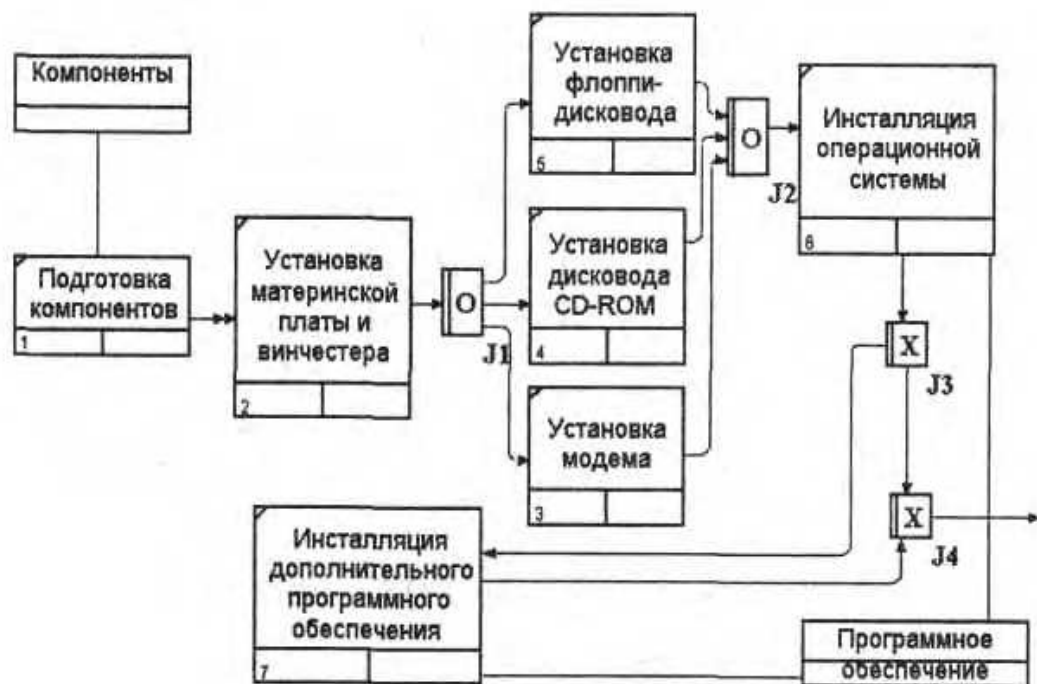 Компоненты
Подготовка
компонентов
1
Установка
материнской
платы и
винчестера
2
O
J1
Установка
флоппи-
дисковода
5
Установка
дисковода
CD-ROM
4
Установка
модема
3
O
J2
Инсталляция
операционной
системы
6
X
J3
X
J4
Инсталляция
дополнительного
программного
обеспечения
7
Программное
обеспечение